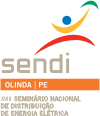 sendi
OLINDA | PE
XVIII SEMINÁRIO NACIONAL
DE DISTRIBUIÇÃO
DE ENERGIA ELÉTRICA